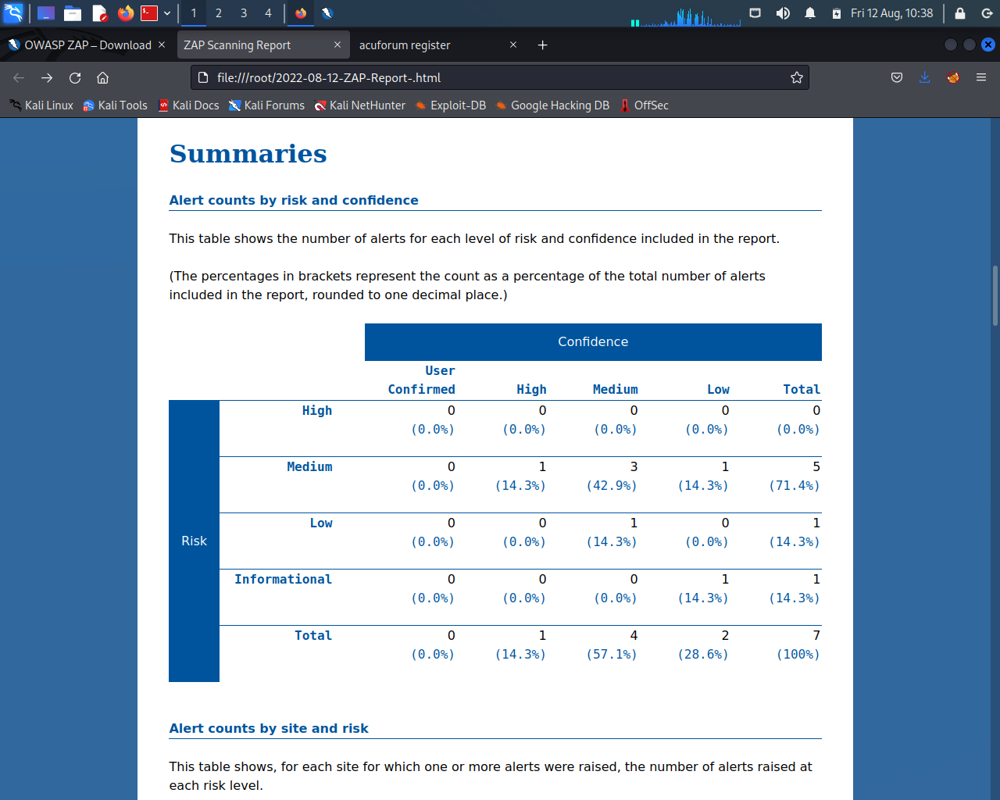 1 2 3 4 Fri 12 Aug, 10:38
OWASP ZAP – Download ZAP Scanning Report acuforum register
file:///root/2022-08-12-ZAP-Report-.html
Kali Linux Kali Tools Kali Docs Kali Forums Kali NetHunter Exploit-DB Google Hacking DB OffSec
Summaries
Alert counts by risk and confidence
This table shows the number of alerts for each level of risk and confidence included in the report.
(The percentages in brackets represent the count as a percentage of the total number of alerts
included in the report, rounded to one decimal place.)
Confidence
User
Confirmed High Medium Low Total
High 0 0 0 0 0
(0.0%) (0.0%) (0.0%) (0.0%) (0.0%)
Medium 0 1 3 1 5
(0.0%) (14.3%) (42.9%) (14.3%) (71.4%)
Low 0 0 1 0 1
Risk (0.0%) (0.0%) (14.3%) (0.0%) (14.3%)
Informational 0 0 0 1 1
(0.0%) (0.0%) (0.0%) (14.3%) (14.3%)
Total 0 1 4 2 7
(0.0%) (14.3%) (57.1%) (28.6%) (100%)
Alert counts by site and risk
This table shows, for each site for which one or more alerts were raised, the number of alerts raised at
each risk level.